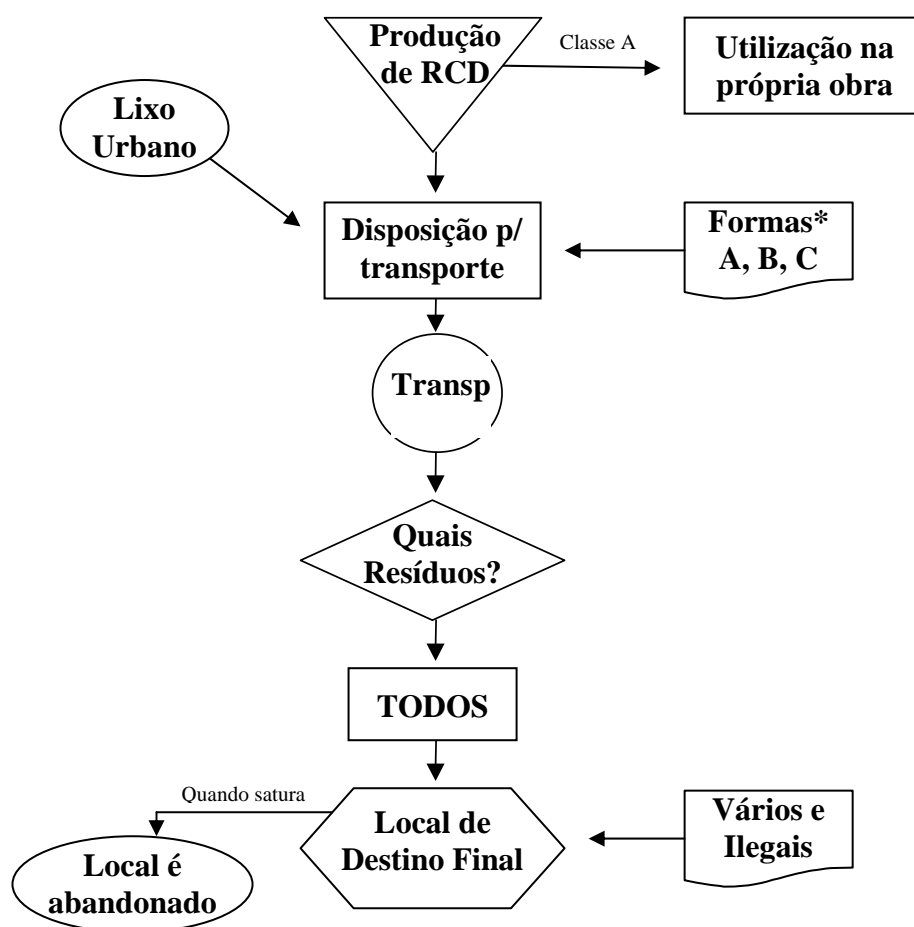 Produção
de RCD
Classe A
Utilização na
própria obra
Lixo
Urbano
Disposição p/
transporte
Formas*
A, B, C
Transp
Quais
Resíduos?
TODOS
Quando satura
Local de
Destino Final
Vários e
Ilegais
Local é
abandonado